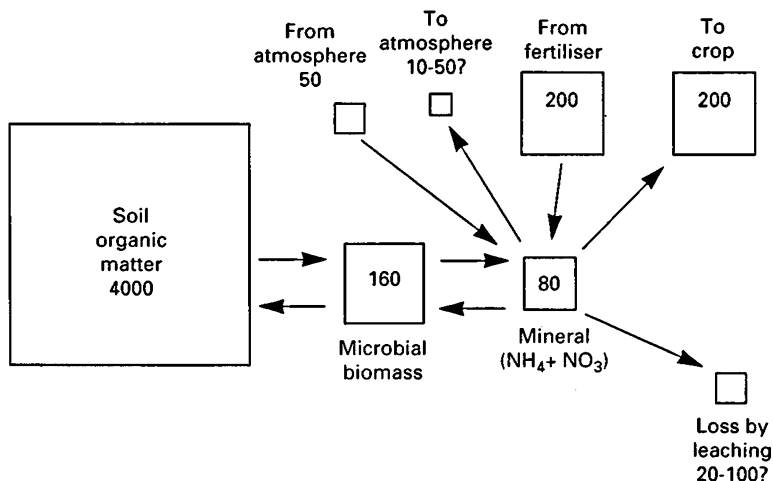 From
atmosphere
50
To
atmosphere
10-50?
From
fertiliser
200
To
crop
200
Soil
organic
matter
4000
160
Microbial
biomass
80
Mineral
(NH₄+ NO₃)
Loss by
leaching
20-100?